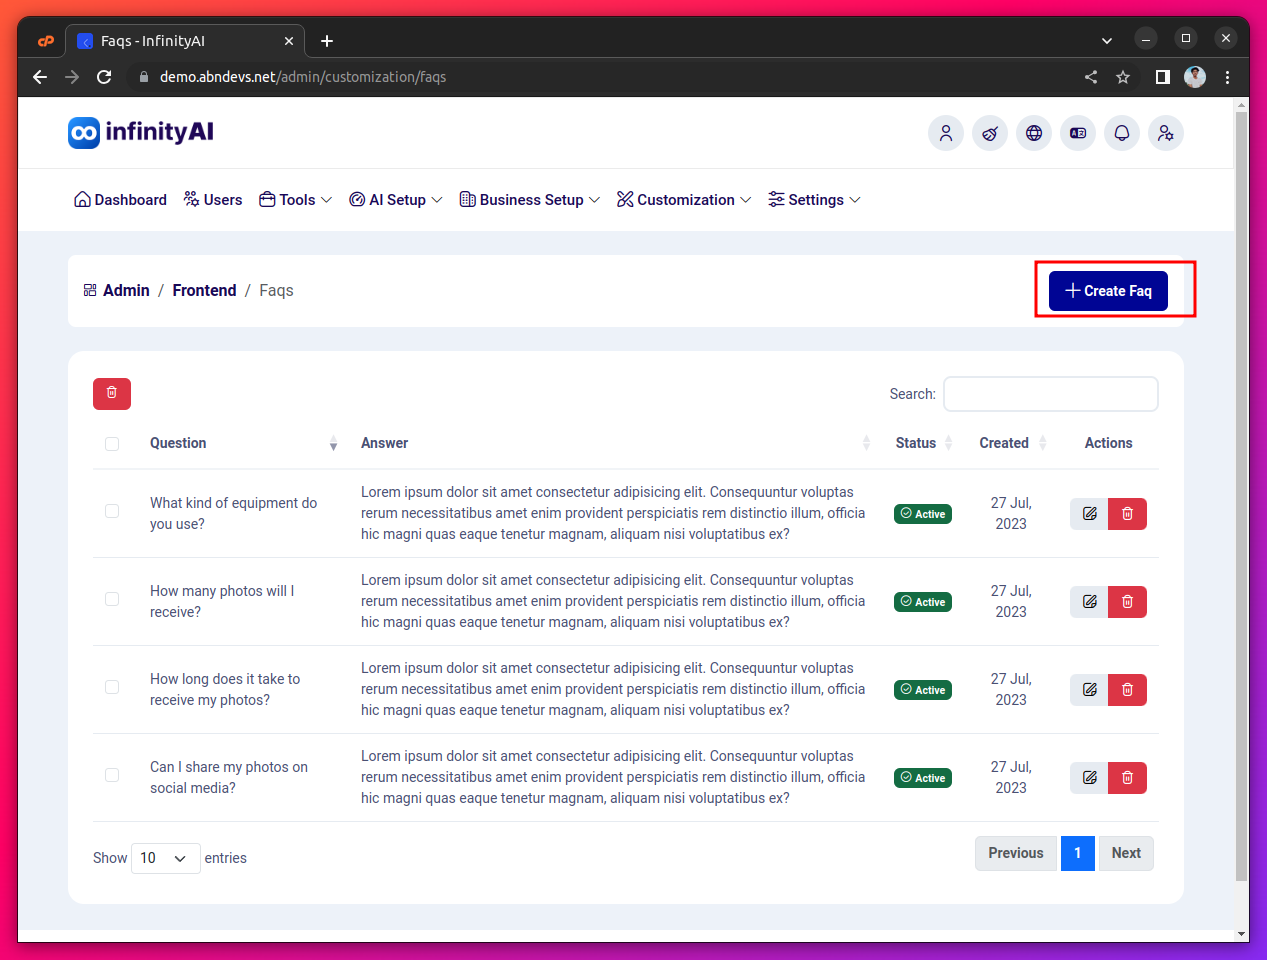 Faqs - InfinityAI
demo.abndevs.net/admin/customization/faqs
infinityAI
Dashboard Users Tools AI Setup Business Setup Customization Settings
Admin / Frontend / Faqs
Create Faq
Search:
Question Answer Status Created Actions
What kind of equipment do
you use?
Lorem ipsum dolor sit amet consectetur adipisicing elit. Consequuntur voluptas
rerum necessitatibus amet enim provident perspiciatis rem distinctio illum, officia
hic magni quas eaque tenetur magnam, aliquam nisi voluptatibus ex?
Active
27 Jul,
2023
How many photos will I
receive?
Lorem ipsum dolor sit amet consectetur adipisicing elit. Consequuntur voluptas
rerum necessitatibus amet enim provident perspiciatis rem distinctio illum, officia
hic magni quas eaque tenetur magnam, aliquam nisi voluptatibus ex?
Active
27 Jul,
2023
How long does it take to
receive my photos?
Lorem ipsum dolor sit amet consectetur adipisicing elit. Consequuntur voluptas
rerum necessitatibus amet enim provident perspiciatis rem distinctio illum, officia
hic magni quas eaque tenetur magnam, aliquam nisi voluptatibus ex?
Active
27 Jul,
2023
Can I share my photos on
social media?
Lorem ipsum dolor sit amet consectetur adipisicing elit. Consequuntur voluptas
rerum necessitatibus amet enim provident perspiciatis rem distinctio illum, officia
hic magni quas eaque tenetur magnam, aliquam nisi voluptatibus ex?
Active
27 Jul,
2023
Show 10 entries
Previous 1 Next